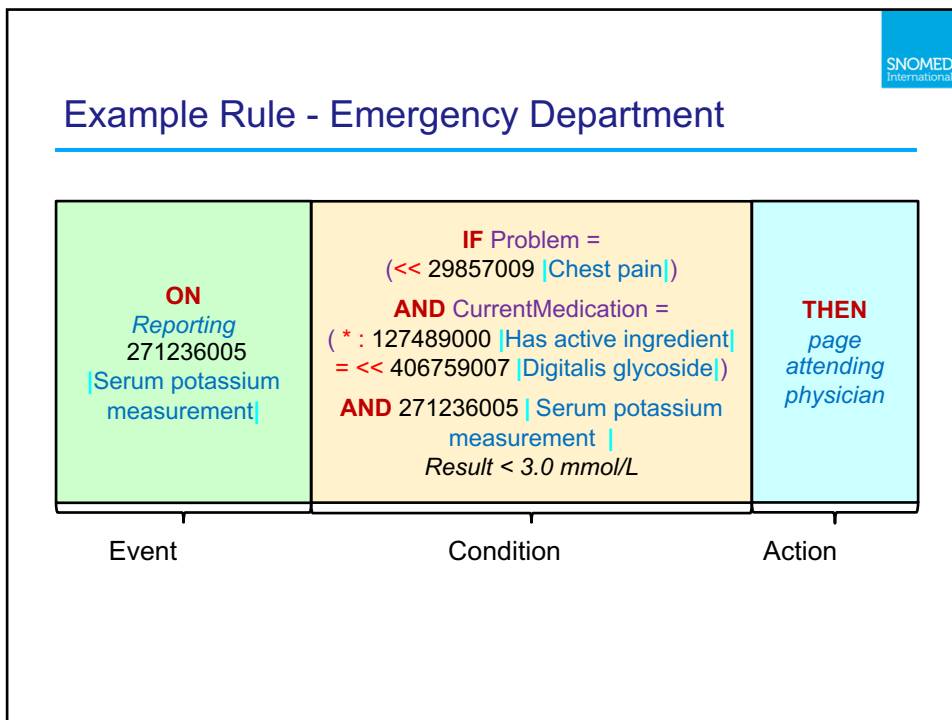 SNOMED
International
Example Rule - Emergency Department
ON
Reporting
271236005
|Serum potassium
measurement|
IF Problem =
(<< 29857009 |Chest pain|)
AND CurrentMedication =
( * : 127489000 |Has active ingredient|
= << 406759007 |Digitalis glycoside|)
AND 271236005 | Serum potassium
measurement |
Result < 3.0 mmol/L
THEN
page
attending
physician
Event
Condition
Action